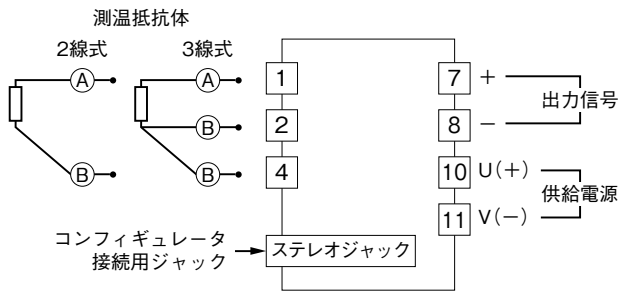 測温抵抗体
2線式 3線式
A A 1 7 +
出力信号
B 2 8 −
B B 4 10 U(+)
供給電源
11 V(−)
コンフィギュレータ
接続用ジャック
ステレオジャック